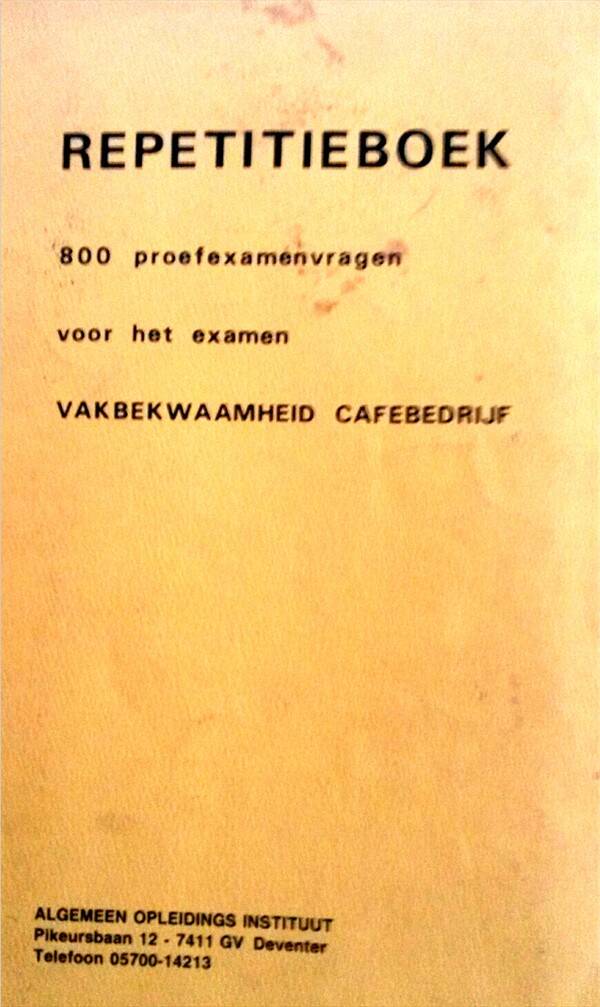 REPETITIEBOEK
800 proefexamenvragen
voor het examen
VAKBEKWAAMHEID CAFEBEDRIJF
ALGEMEEN OPLEIDINGS INSTITUUT
Pikeursbaan 12 - 7411 GV Deventer
Telefoon 05700-14213